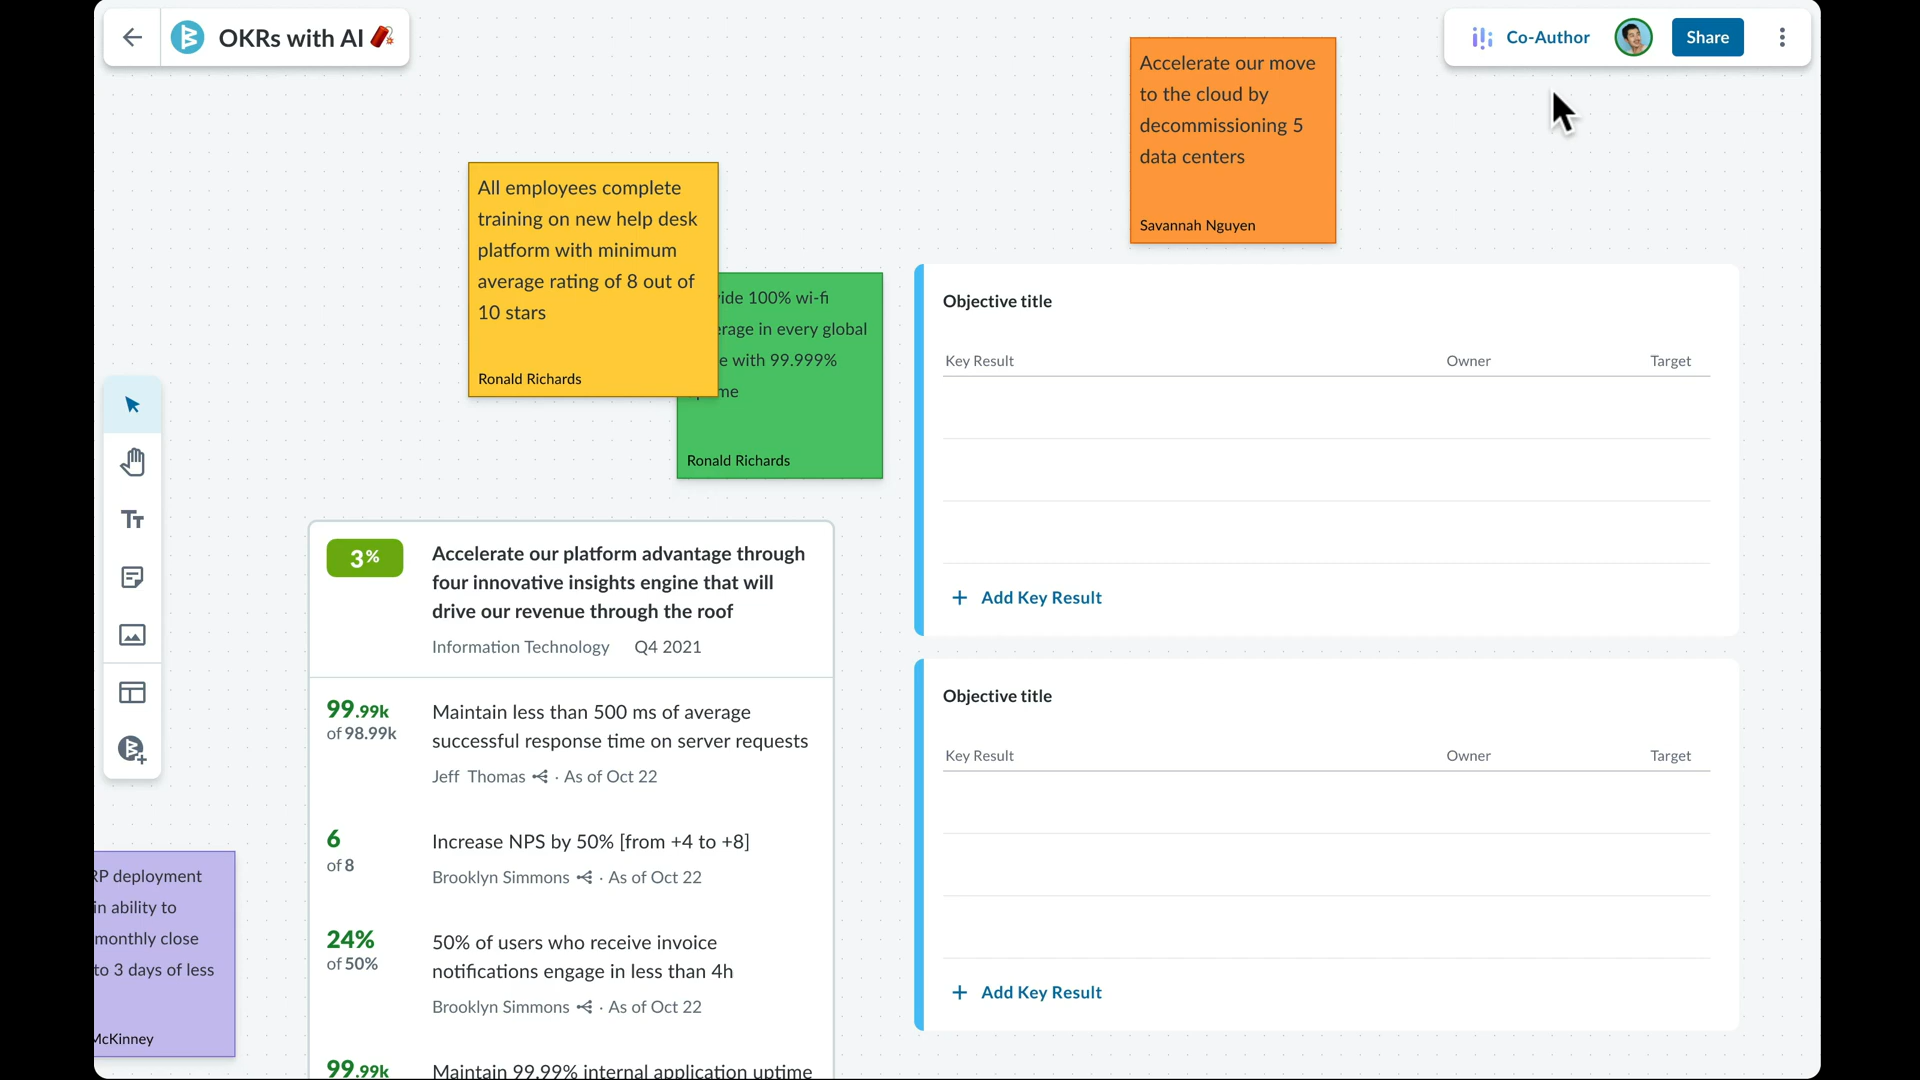 OKRs with AI
Co-Author
Share
Accelerate our move
to the cloud by
decommissioning 5
data centers
Savannah Nguyen
All employees complete
training on new help desk
platform with minimum
average rating of 8 out of
10 stars
Ronald Richards
100% wi-fi
in every global
with 99.999%
Ronald Richards
Objective title
Key Result Owner Target
+ Add Key Result
3%
Accelerate our platform advantage through
four innovative insights engine that will
drive our revenue through the roof
Information Technology Q4 2021
99.99k
of 98.99k
Maintain less than 500 ms of average
successful response time on server requests
Jeff Thomas · As of Oct 22
6
of 8
Increase NPS by 50% [from +4 to +8]
Brooklyn Simmons · As of Oct 22
24%
of 50%
50% of users who receive invoice
notifications engage in less than 4h
Brooklyn Simmons · As of Oct 22
99.99k
Maintain 99.99% internal application uptime
Objective title
Key Result Owner Target
+ Add Key Result
Tt
RP deployment
in ability to
monthly close
to 3 days of less
McKinney